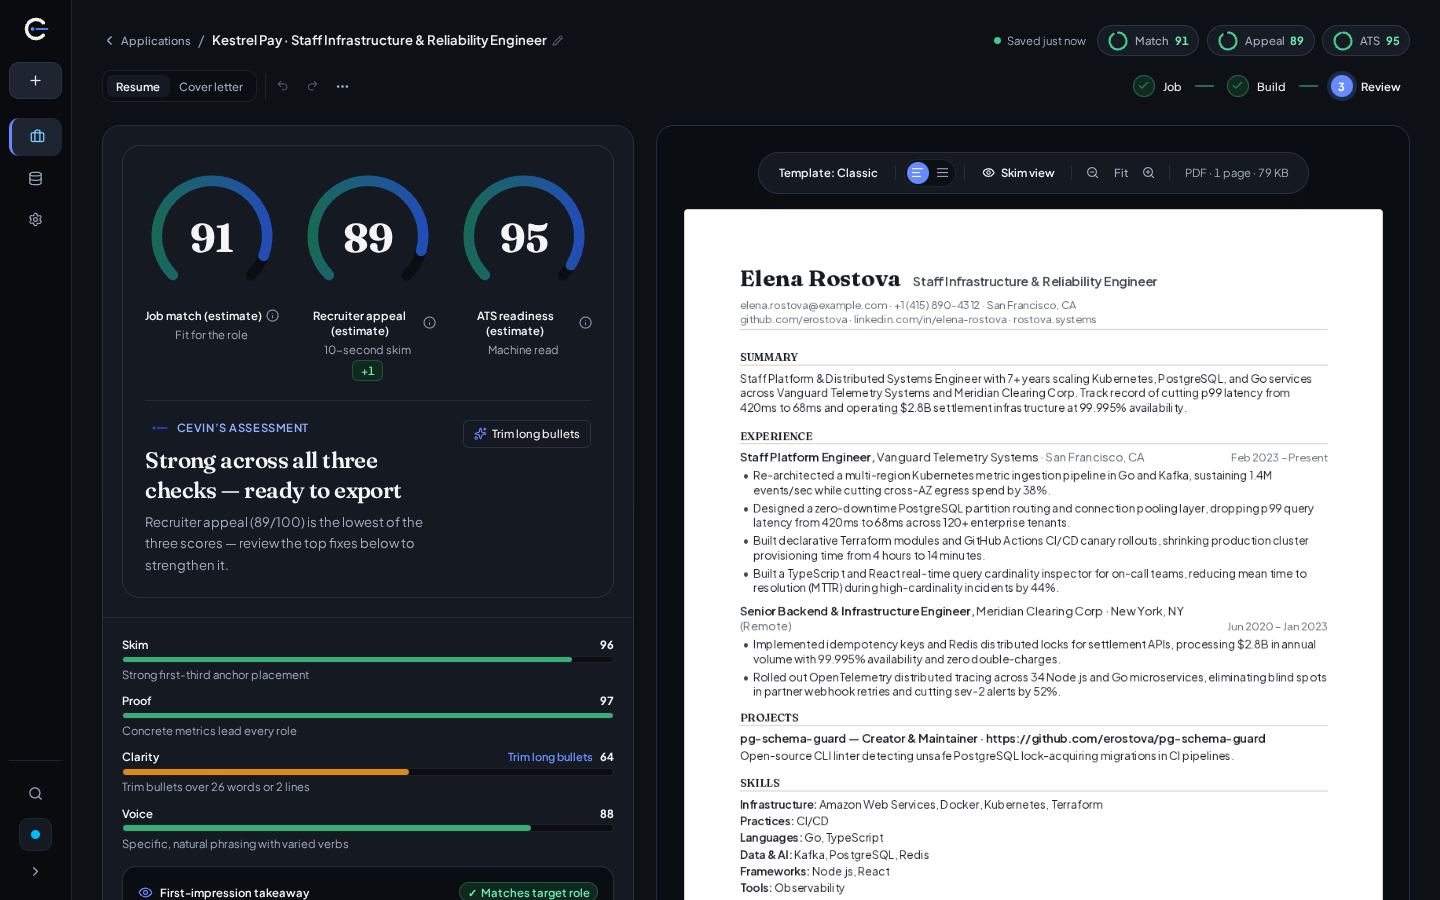 Applications / Kestrel Pay · Staff Infrastructure & Reliability Engineer
Saved just now
Match 91
Appeal 89
ATS 95
Resume
Cover letter
Job
Build
3 Review
91
89
95
Job match (estimate)
Fit for the role
Recruiter appeal
(estimate)
10-second skim
+1
ATS readiness
(estimate)
Machine read
CEVIN'S ASSESSMENT
Trim long bullets
Strong across all three
checks — ready to export
Recruiter appeal (89/100) is the lowest of the
three scores — review the top fixes below to
strengthen it.
Skim 96
Strong first-third anchor placement
Proof 97
Concrete metrics lead every role
Clarity Trim long bullets 64
Trim bullets over 26 words or 2 lines
Voice 88
Specific, natural phrasing with varied verbs
First-impression takeaway
✓ Matches target role
Template: Classic
Skim view
Fit
PDF · 1 page · 79 KB
Elena Rostova Staff Infrastructure & Reliability Engineer
elena.rostova@example.com · +1 (415) 890-4312 · San Francisco, CA
github.com/erostova · linkedin.com/in/elena-rostova · rostova.systems
SUMMARY
Staff Platform & Distributed Systems Engineer with 7+ years scaling Kubernetes, PostgreSQL, and Go services
across Vanguard Telemetry Systems and Meridian Clearing Corp. Track record of cutting p99 latency from
420ms to 68ms and operating $2.8B settlement infrastructure at 99.995% availability.
EXPERIENCE
Staff Platform Engineer, Vanguard Telemetry Systems · San Francisco, CA Feb 2023 – Present
• Re-architected a multi-region Kubernetes metric ingestion pipeline in Go and Kafka, sustaining 1.4M
events/sec while cutting cross-AZ egress spend by 38%.
• Designed a zero-downtime PostgreSQL partition routing and connection pooling layer, dropping p99 query
latency from 420ms to 68ms across 120+ enterprise tenants.
• Built declarative Terraform modules and GitHub Actions CI/CD canary rollouts, shrinking production cluster
provisioning time from 4 hours to 14 minutes.
• Built a TypeScript and React real-time query cardinality inspector for on-call teams, reducing mean time to
resolution (MTTR) during high-cardinality incidents by 44%.
Senior Backend & Infrastructure Engineer, Meridian Clearing Corp · New York, NY
(Remote) Jun 2020 – Jan 2023
• Implemented idempotency keys and Redis distributed locks for settlement APIs, processing $2.8B in annual
volume with 99.995% availability and zero double-charges.
• Rolled out OpenTelemetry distributed tracing across 34 Node.js and Go microservices, eliminating blind spots
in partner webhook retries and cutting sev-2 alerts by 52%.
PROJECTS
pg-schema-guard — Creator & Maintainer · https://github.com/erostova/pg-schema-guard
Open-source CLI linter detecting unsafe PostgreSQL lock-acquiring migrations in CI pipelines.
SKILLS
Infrastructure: Amazon Web Services, Docker, Kubernetes, Terraform
Practices: CI/CD
Languages: Go, TypeScript
Data & AI: Kafka, PostgreSQL, Redis
Frameworks: Node.js, React
Tools: Observability